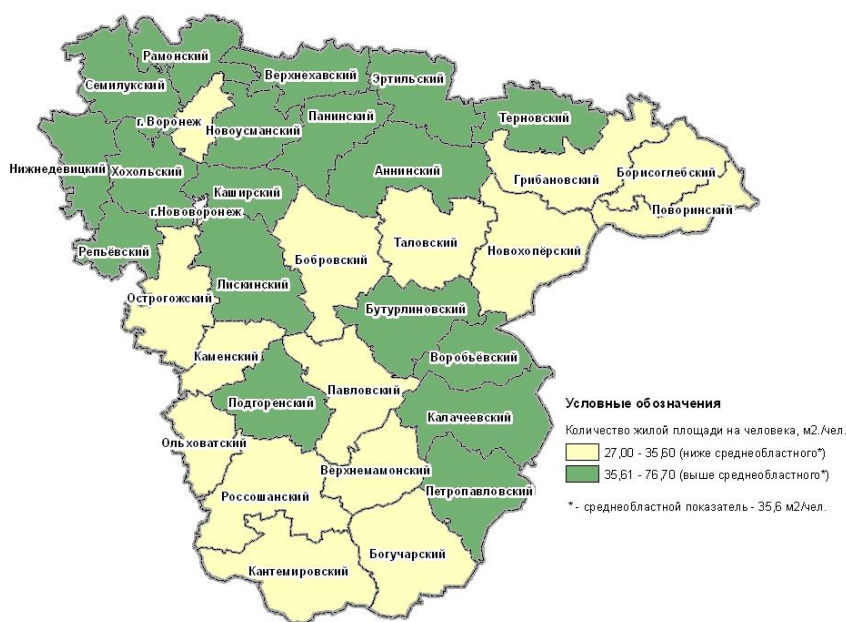 Рамонский
Верхнехавский
Эртильский
Семилукский
г. Воронеж
Новоусманский
Панинский
Терновский
Нижнедевицкий
Хохольский
Аннинский
Грибановский
Борисоглебский
Каширский
г.Нововоронеж
Поворинский
Репьёвский
Бобровский
Таловский
Новохопёрский
Лискинский
Острогожский
Бутурлиновский
Каменский
Воробьёвский
Павловский
Подгоренский
Калачеевский
Ольховатский
Верхнемамонский
Петропавловский
Россошанский
Богучарский
Кантемировский
Условные обозначения
Количество жилой площади на человека, м2./чел.
27,00 - 35,60 (ниже среднеобластного*)
35,61 - 76,70 (выше среднеобластного*)
* - среднеобластной показатель - 35,6 м2/чел.